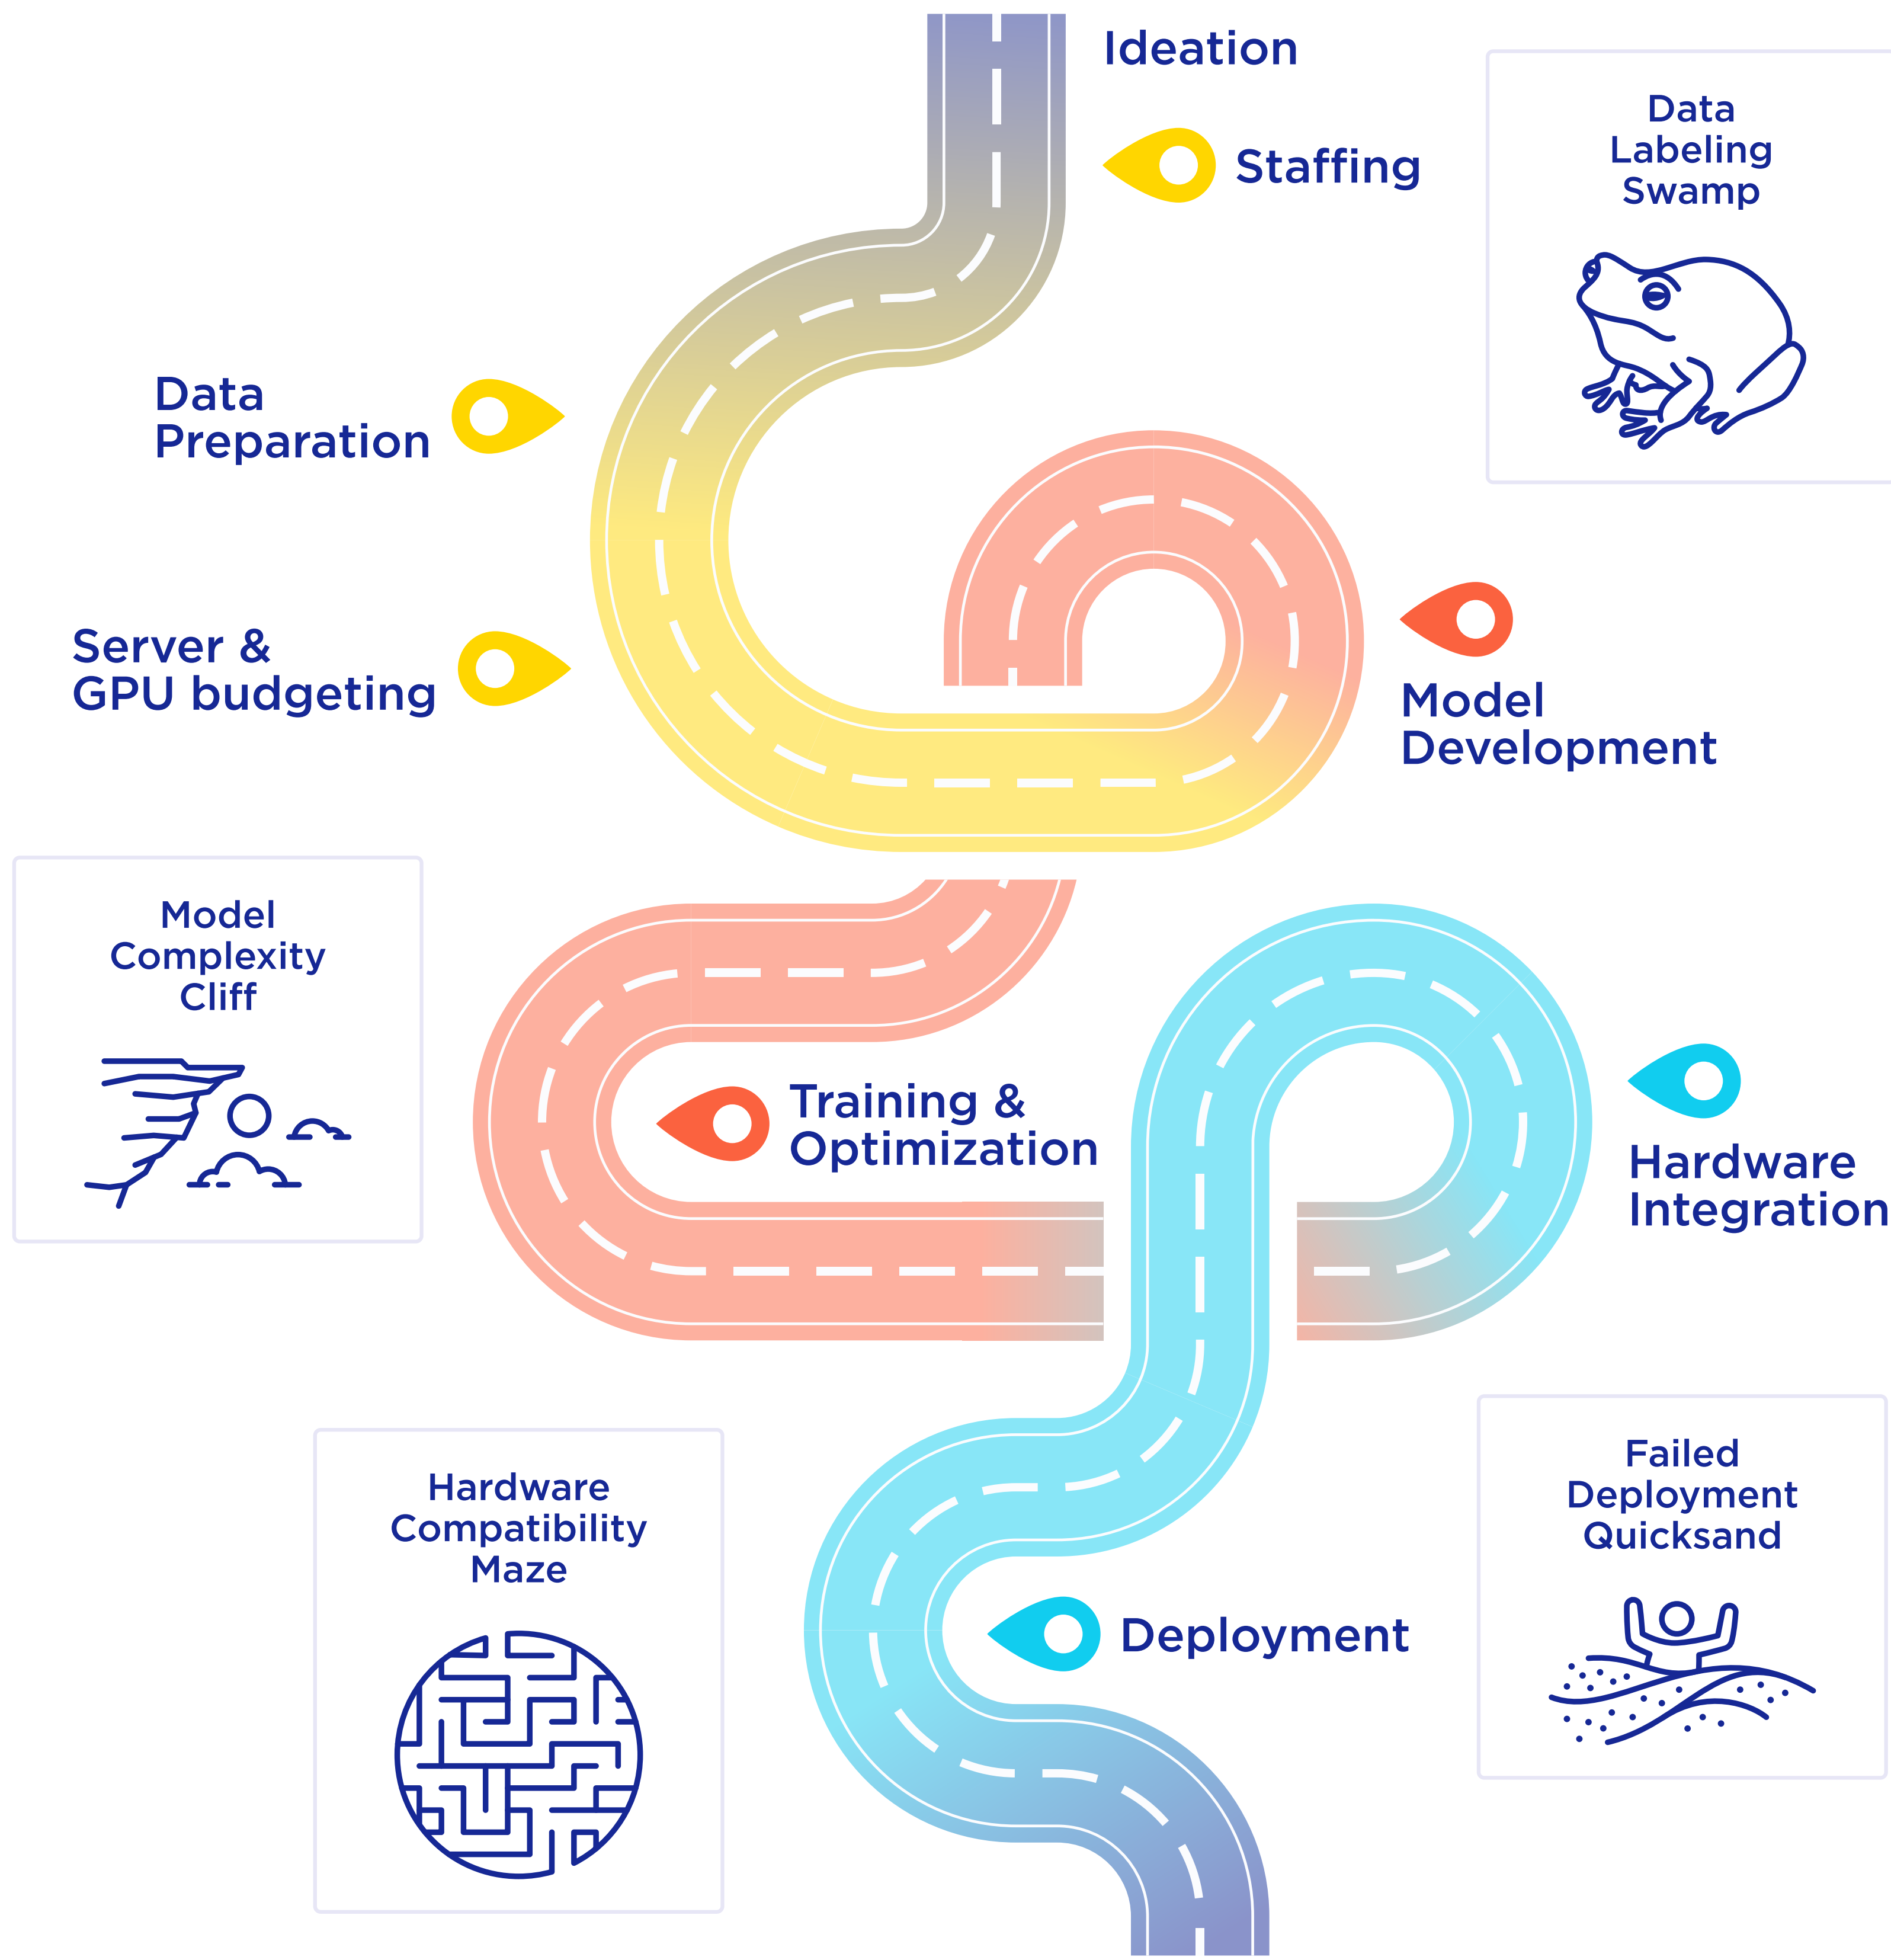 Ideation
Staffing
Data
Labeling
Swamp
Data
Preparation
Server &
GPU budgeting
Model
Development
Model
Complexity
Cliff
Training &
Optimization
Hardware
Integration
Hardware
Compatibility
Maze
Failed
Deployment
Quicksand
Deployment